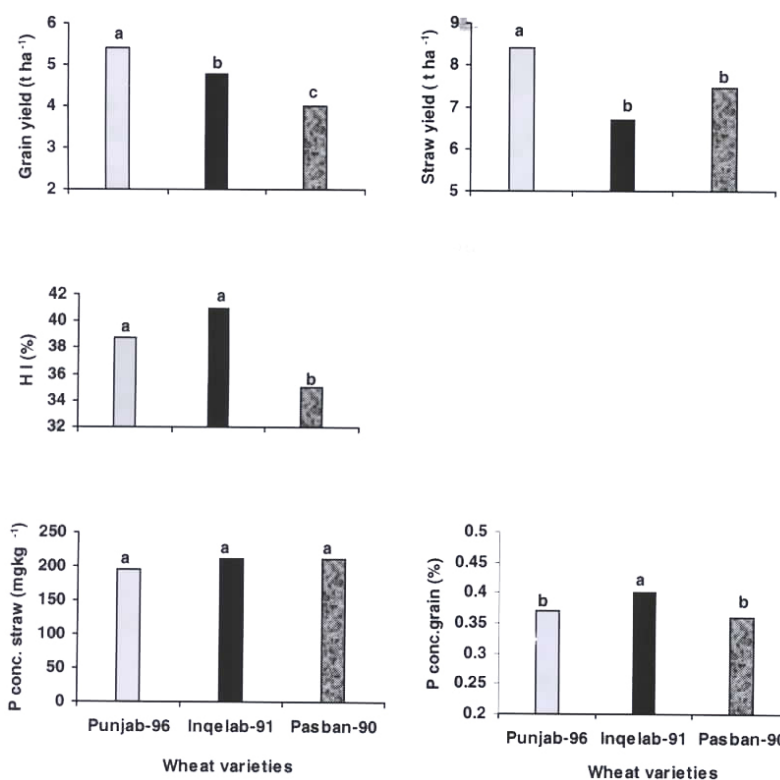 Grain yield (t ha -1)
6
5
4
3
2
a
b
c
Straw yield ( t ha -1)
9
8
7
6
5
a
b
b
H I (%)
42
40
38
36
34
32
a
a
b
P conc. straw (mgkg -1)
250
200
150
100
50
0
a
a
a
Punjab-96 Inqelab-91 Pasban-90
Wheat varieties
P conc.grain (%)
0.5
0.45
0.4
0.35
0.3
0.25
0.2
b
a
b
Punjab-96 Inqelab-91 Pasban-90
Wheat varieties